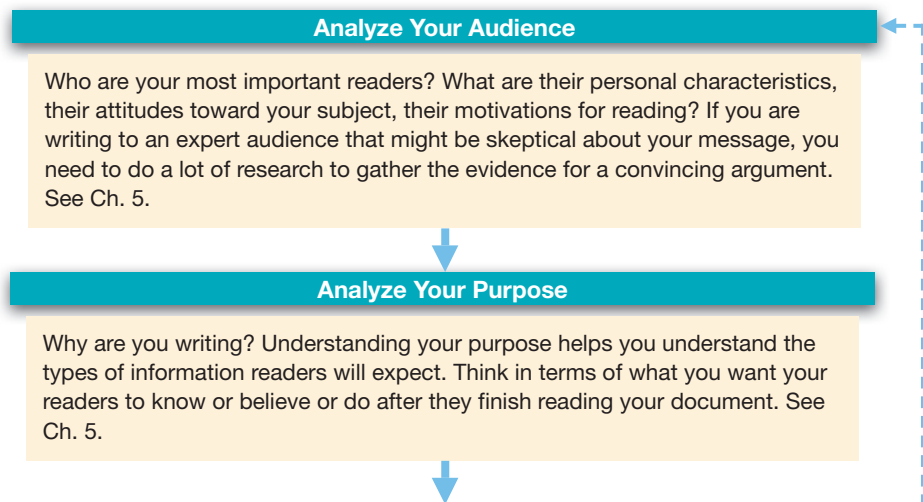 Analyze Your Audience
Who are your most important readers? What are their personal characteristics,
their attitudes toward your subject, their motivations for reading? If you are
writing to an expert audience that might be skeptical about your message, you
need to do a lot of research to gather the evidence for a convincing argument.
See Ch. 5.
Analyze Your Purpose
Why are you writing? Understanding your purpose helps you understand the
types of information readers will expect. Think in terms of what you want your
readers to know or believe or do after they finish reading your document. See
Ch. 5.